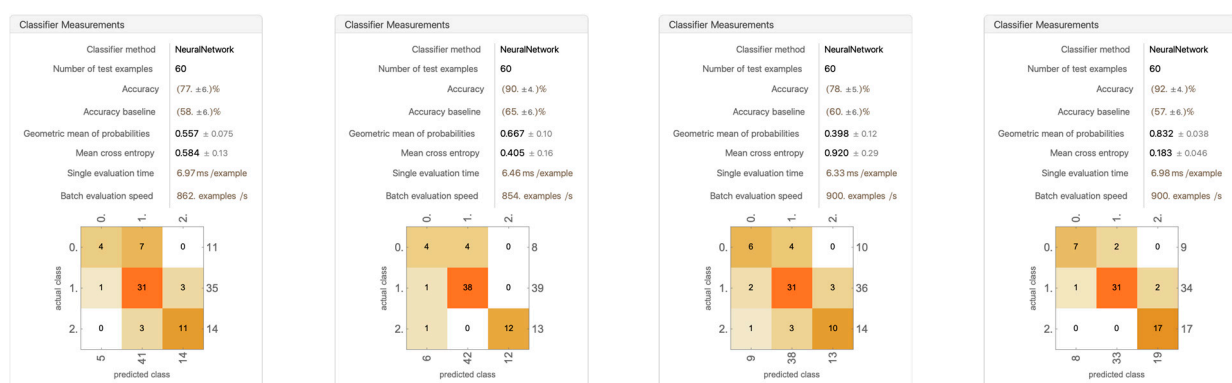 Classifier Measurements
Classifier method NeuralNetwork
Number of test examples 60
Accuracy (77. ±6.)%
Accuracy baseline (58. ±6.)%
Geometric mean of probabilities 0.557 ± 0.075
Mean cross entropy 0.584 ± 0.13
Single evaluation time 6.97 ms /example
Batch evaluation speed 862. examples /s
0. 1. 2.
0. 4 7 0 11
actual class
1. 1 31 3 35
2. 0 3 11 14
5 41 14
predicted class
Classifier Measurements
Classifier method NeuralNetwork
Number of test examples 60
Accuracy (90. ±4.)%
Accuracy baseline (65. ±6.)%
Geometric mean of probabilities 0.667 ± 0.10
Mean cross entropy 0.405 ± 0.16
Single evaluation time 6.46 ms /example
Batch evaluation speed 854. examples /s
0. 1. 2.
0. 4 4 0 8
actual class
1. 1 38 0 39
2. 1 0 12 13
6 42 12
predicted class
Classifier Measurements
Classifier method NeuralNetwork
Number of test examples 60
Accuracy (78. ±5.)%
Accuracy baseline (60. ±6.)%
Geometric mean of probabilities 0.398 ± 0.12
Mean cross entropy 0.920 ± 0.29
Single evaluation time 6.33 ms /example
Batch evaluation speed 900. examples /s
0. 1. 2.
0. 6 4 0 10
actual class
1. 2 31 3 36
2. 1 3 10 14
9 38 13
predicted class
Classifier Measurements
Classifier method NeuralNetwork
Number of test examples 60
Accuracy (92. ±4.)%
Accuracy baseline (57. ±6.)%
Geometric mean of probabilities 0.832 ± 0.038
Mean cross entropy 0.183 ± 0.046
Single evaluation time 6.98 ms /example
Batch evaluation speed 900. examples /s
0. 1. 2.
0. 7 2 0 9
actual class
1. 1 31 2 34
2. 0 0 17 17
8 33 19
predicted class